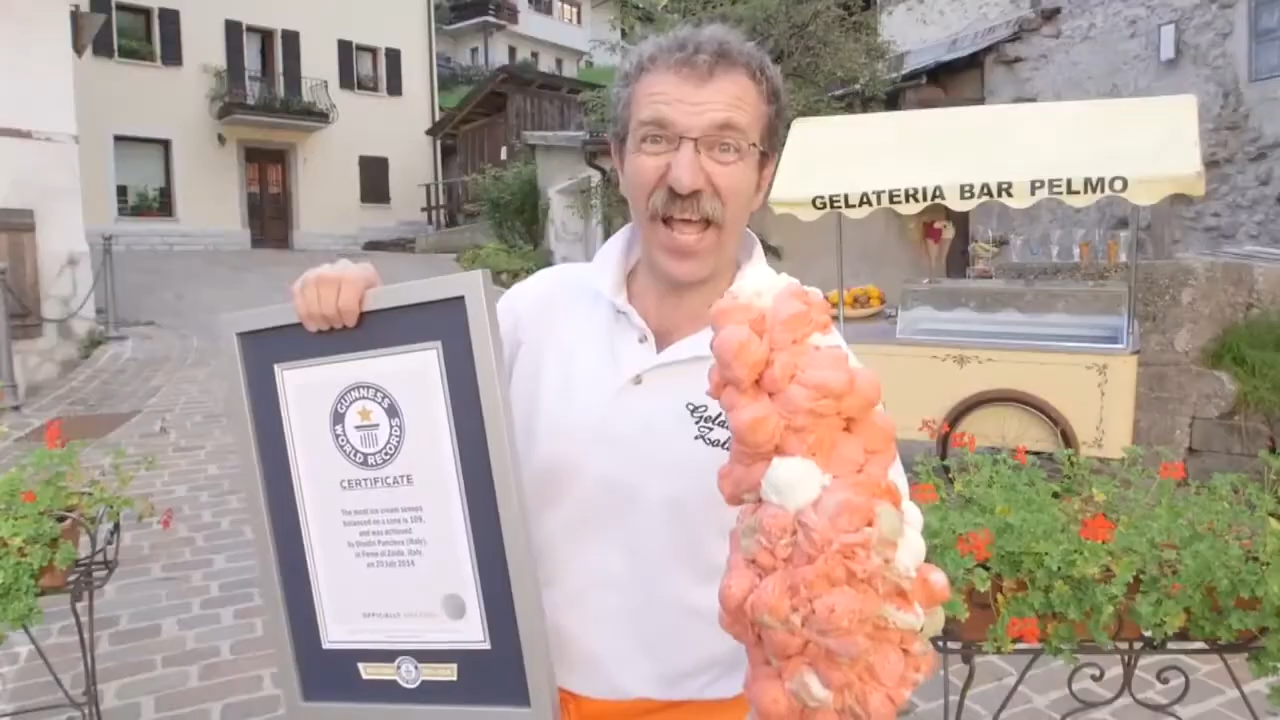 GELATERIA BAR PELMO
GUINNESS
WORLD RECORDS
CERTIFICATE
The most ice cream scoops
balanced on a cone is 109,
and was achieved
by Dimitri Panciera (Italy),
in Forno di Zoldo, Italy,
on 20 July 2014
OFFICIALLY AMAZING